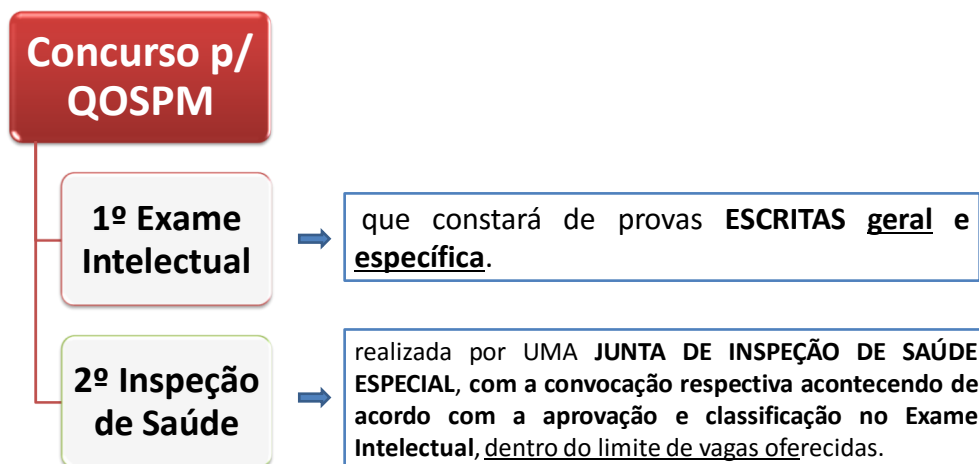 Concurso p/
QOSPM
1º Exame
Intelectual
que constará de provas ESCRITAS geral e
específica.
2º Inspeção
de Saúde
realizada por UMA JUNTA DE INSPEÇÃO DE SAÚDE
ESPECIAL, com a convocação respectiva acontecendo de
acordo com a aprovação e classificação no Exame
Intelectual, dentro do limite de vagas oferecidas.